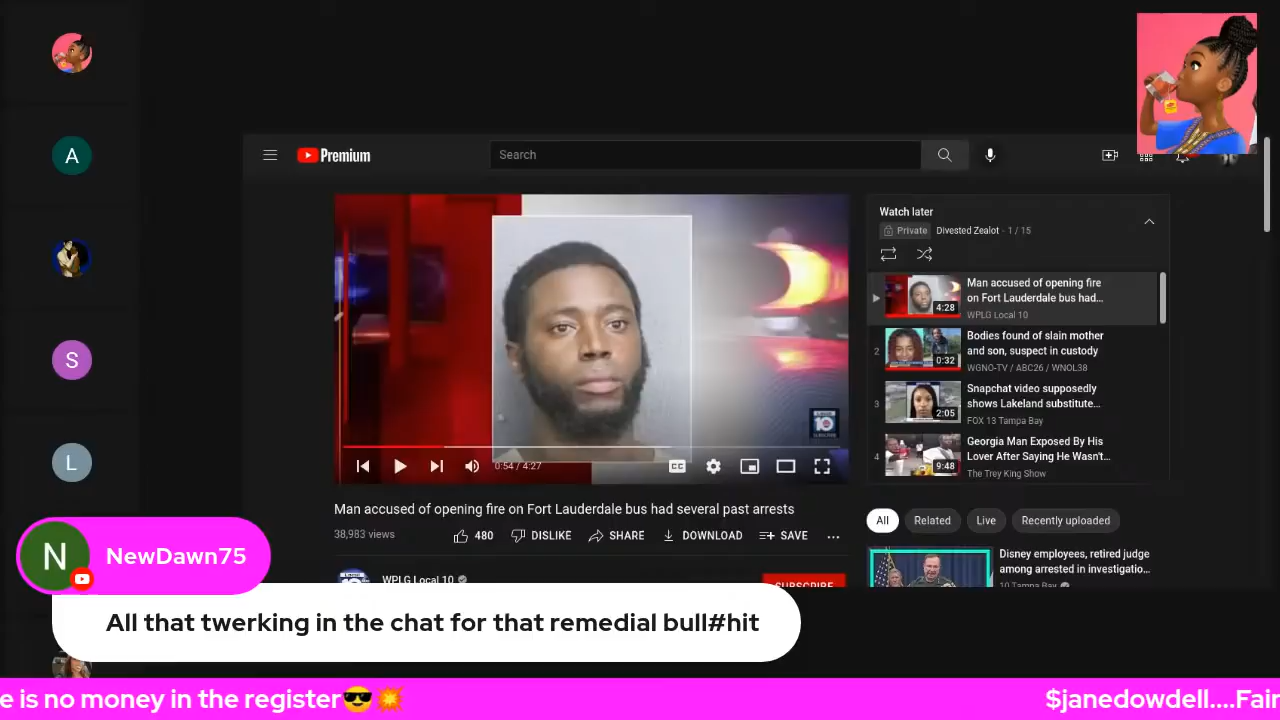 A
S
L
Premium
Search
Watch later
Private Divested Zealot - 1 / 15
Man accused of opening fire
on Fort Lauderdale bus had…
WPLG Local 10
4:28
2
Bodies found of slain mother
and son, suspect in custody
WGNO-TV / ABC26 / WNOL38
0:32
3
Snapchat video supposedly
shows Lakeland substitute…
FOX 13 Tampa Bay
2:05
4
Georgia Man Exposed By His
Lover After Saying He Wasn't…
The Trey King Show
9:48
10
0:54 / 4:27
CC
Man accused of opening fire on Fort Lauderdale bus had several past arrests
38,983 views
480 DISLIKE SHARE DOWNLOAD SAVE
All Related Live Recently uploaded
Disney employees, retired judge
among arrested in investigatio…
10 Tampa Bay
WPLG Local 10
SUBSCRIBE
N
NewDawn75
All that twerking in the chat for that remedial bull#hit
e is no money in the register😎💥
$janedowdell....Fair